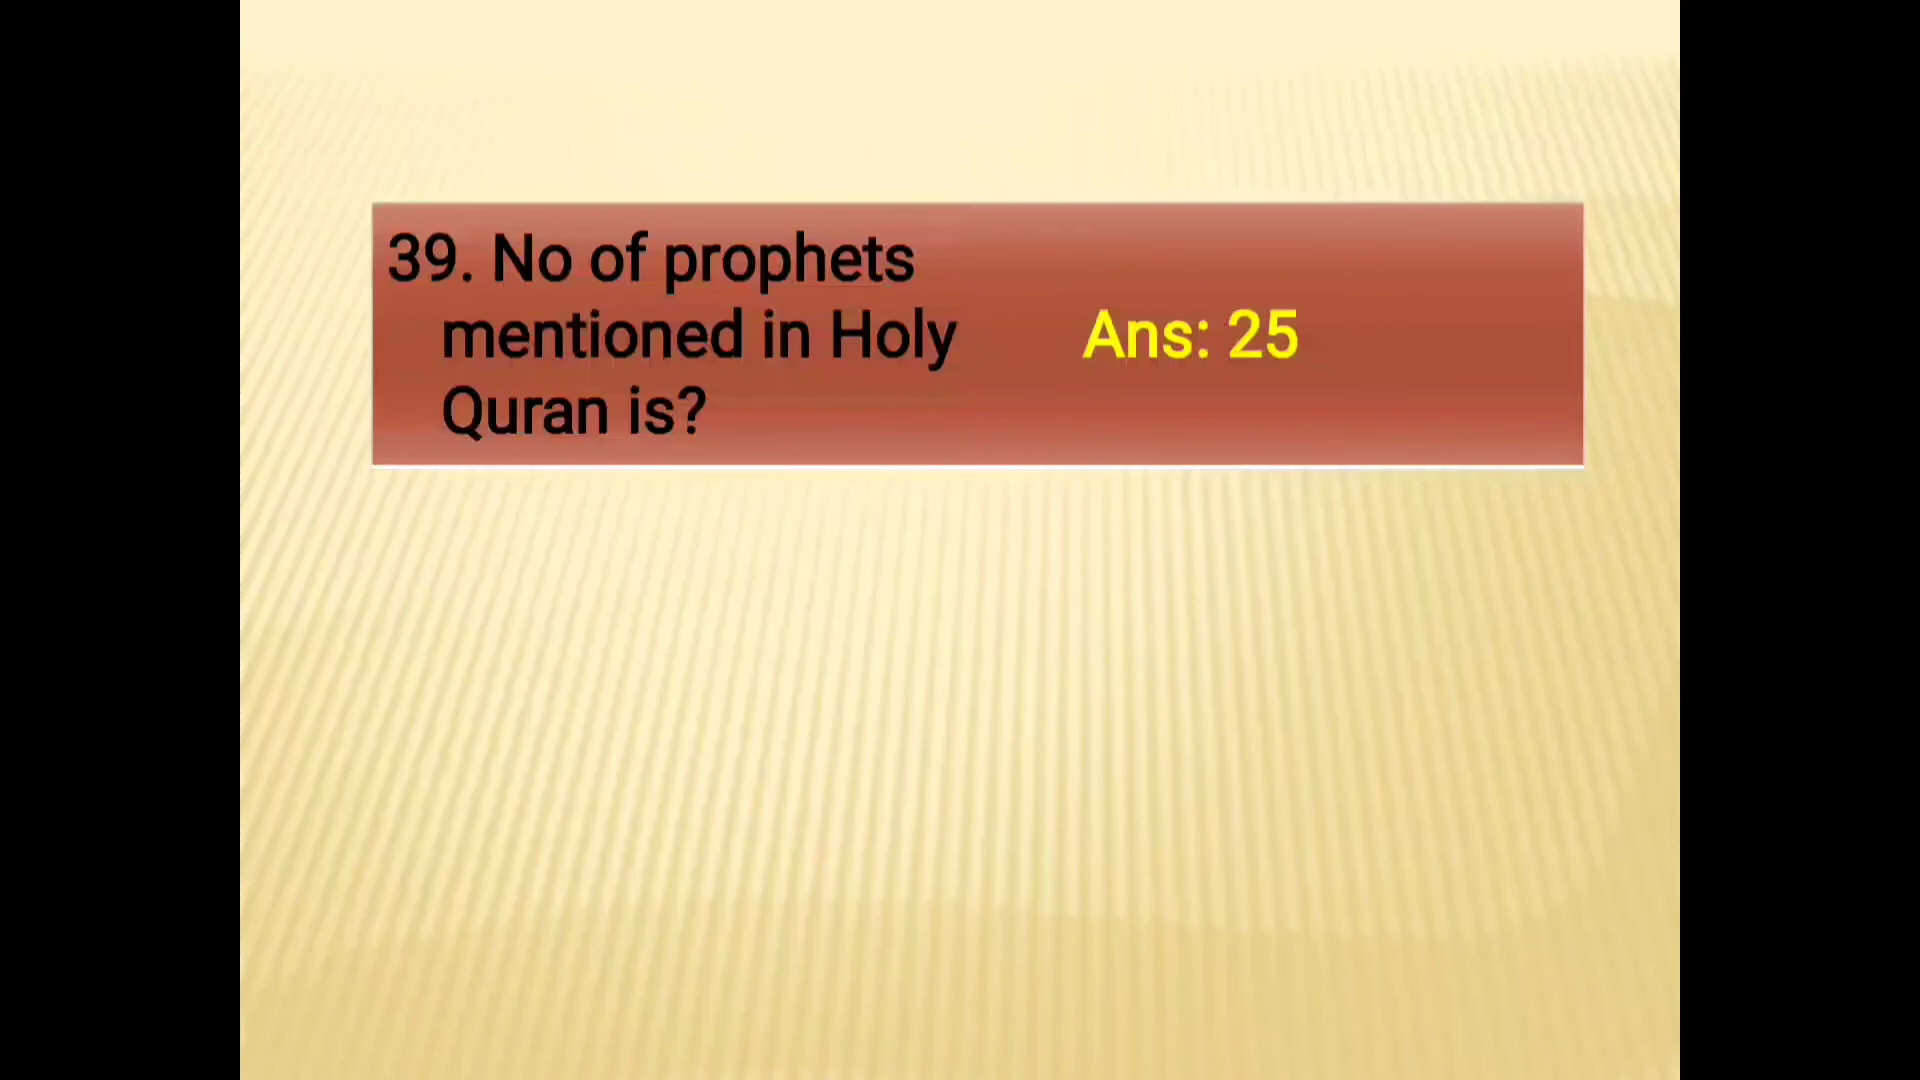 39. No of prophets
mentioned in Holy
Quran is?
Ans: 25